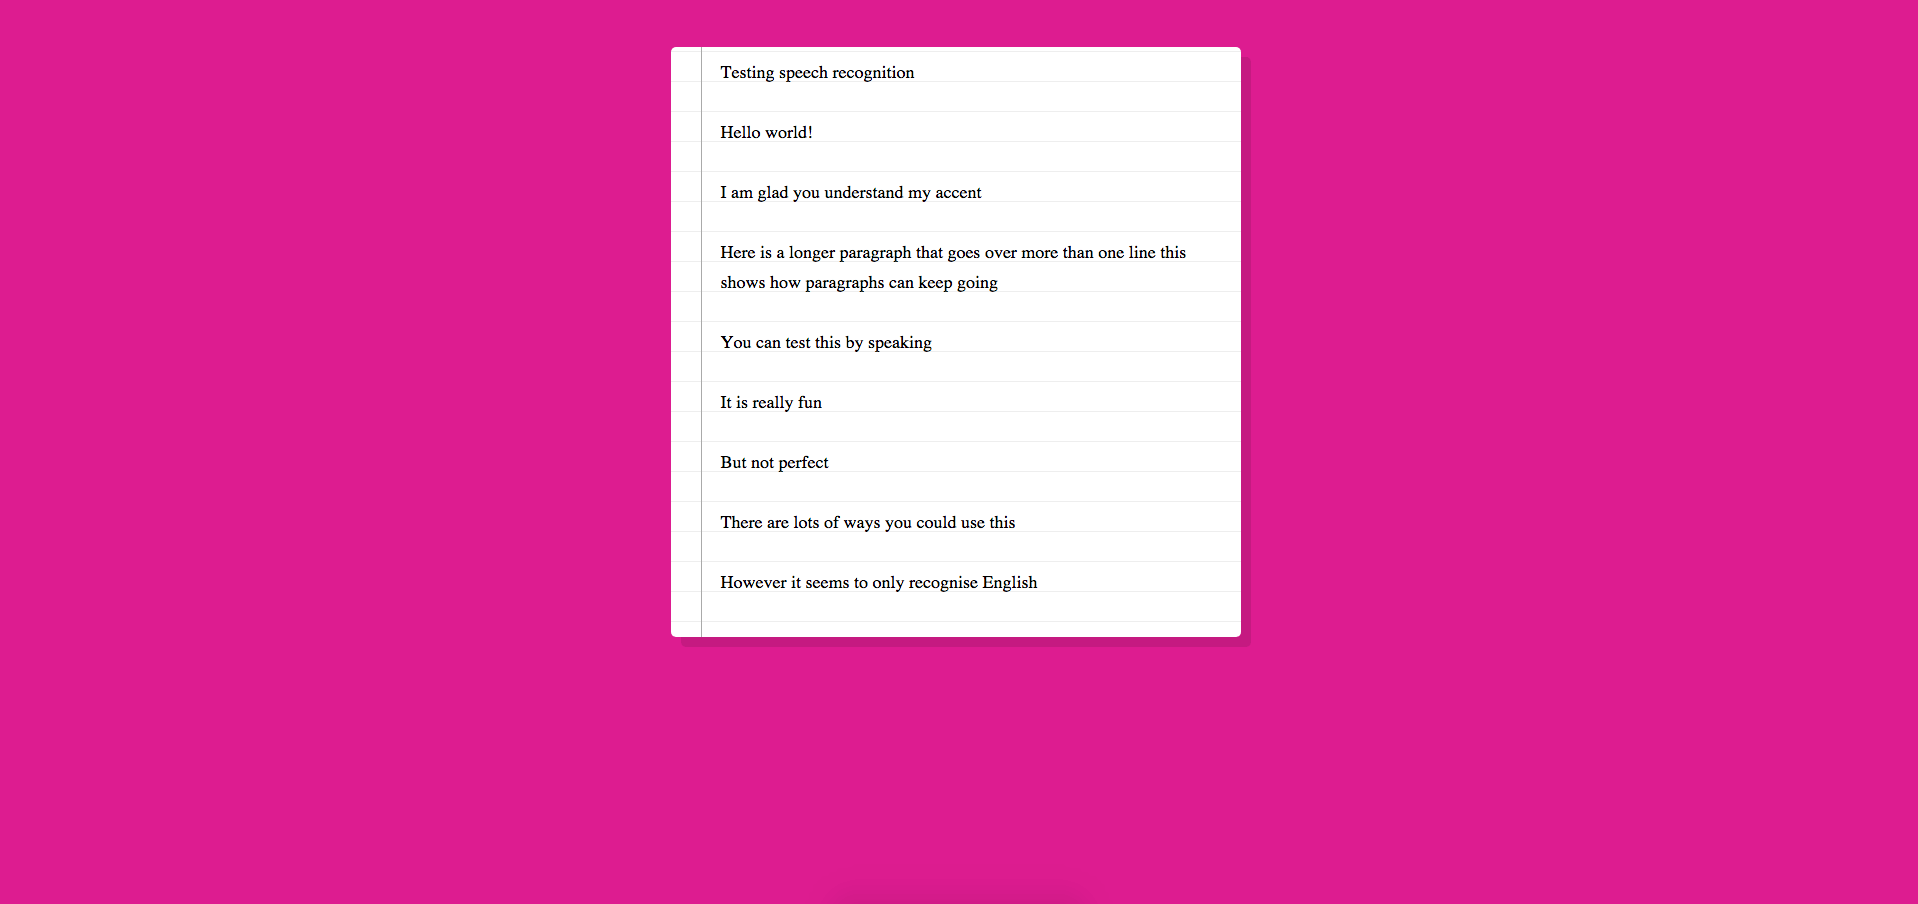 Testing speech recognition
Hello world!
I am glad you understand my accent
Here is a longer paragraph that goes over more than one line this
shows how paragraphs can keep going
You can test this by speaking
It is really fun
But not perfect
There are lots of ways you could use this
However it seems to only recognise English